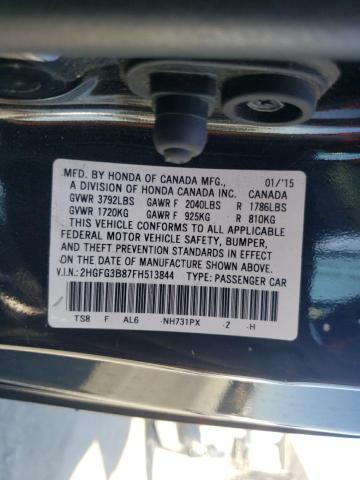 MFD. BY HONDA OF CANADA MFG., 01/'15
A DIVISION OF HONDA CANADA INC. CANADA
GVWR 3792LBS GAWR F 2040LBS R 1786LBS
GVWR 1720KG GAWR F 925KG R 810KG
THIS VEHICLE CONFORMS TO ALL APPLICABLE
FEDERAL MOTOR VEHICLE SAFETY, BUMPER,
AND THEFT PREVENTION STANDARDS IN EFFECT
ON THE DATE OF MANUFACTURE SHOWN ABOVE
V.I.N.: 2HGFG3B87FH513844 TYPE: PASSENGER CAR
TS8 F AL6 -NH731PX -Z -H